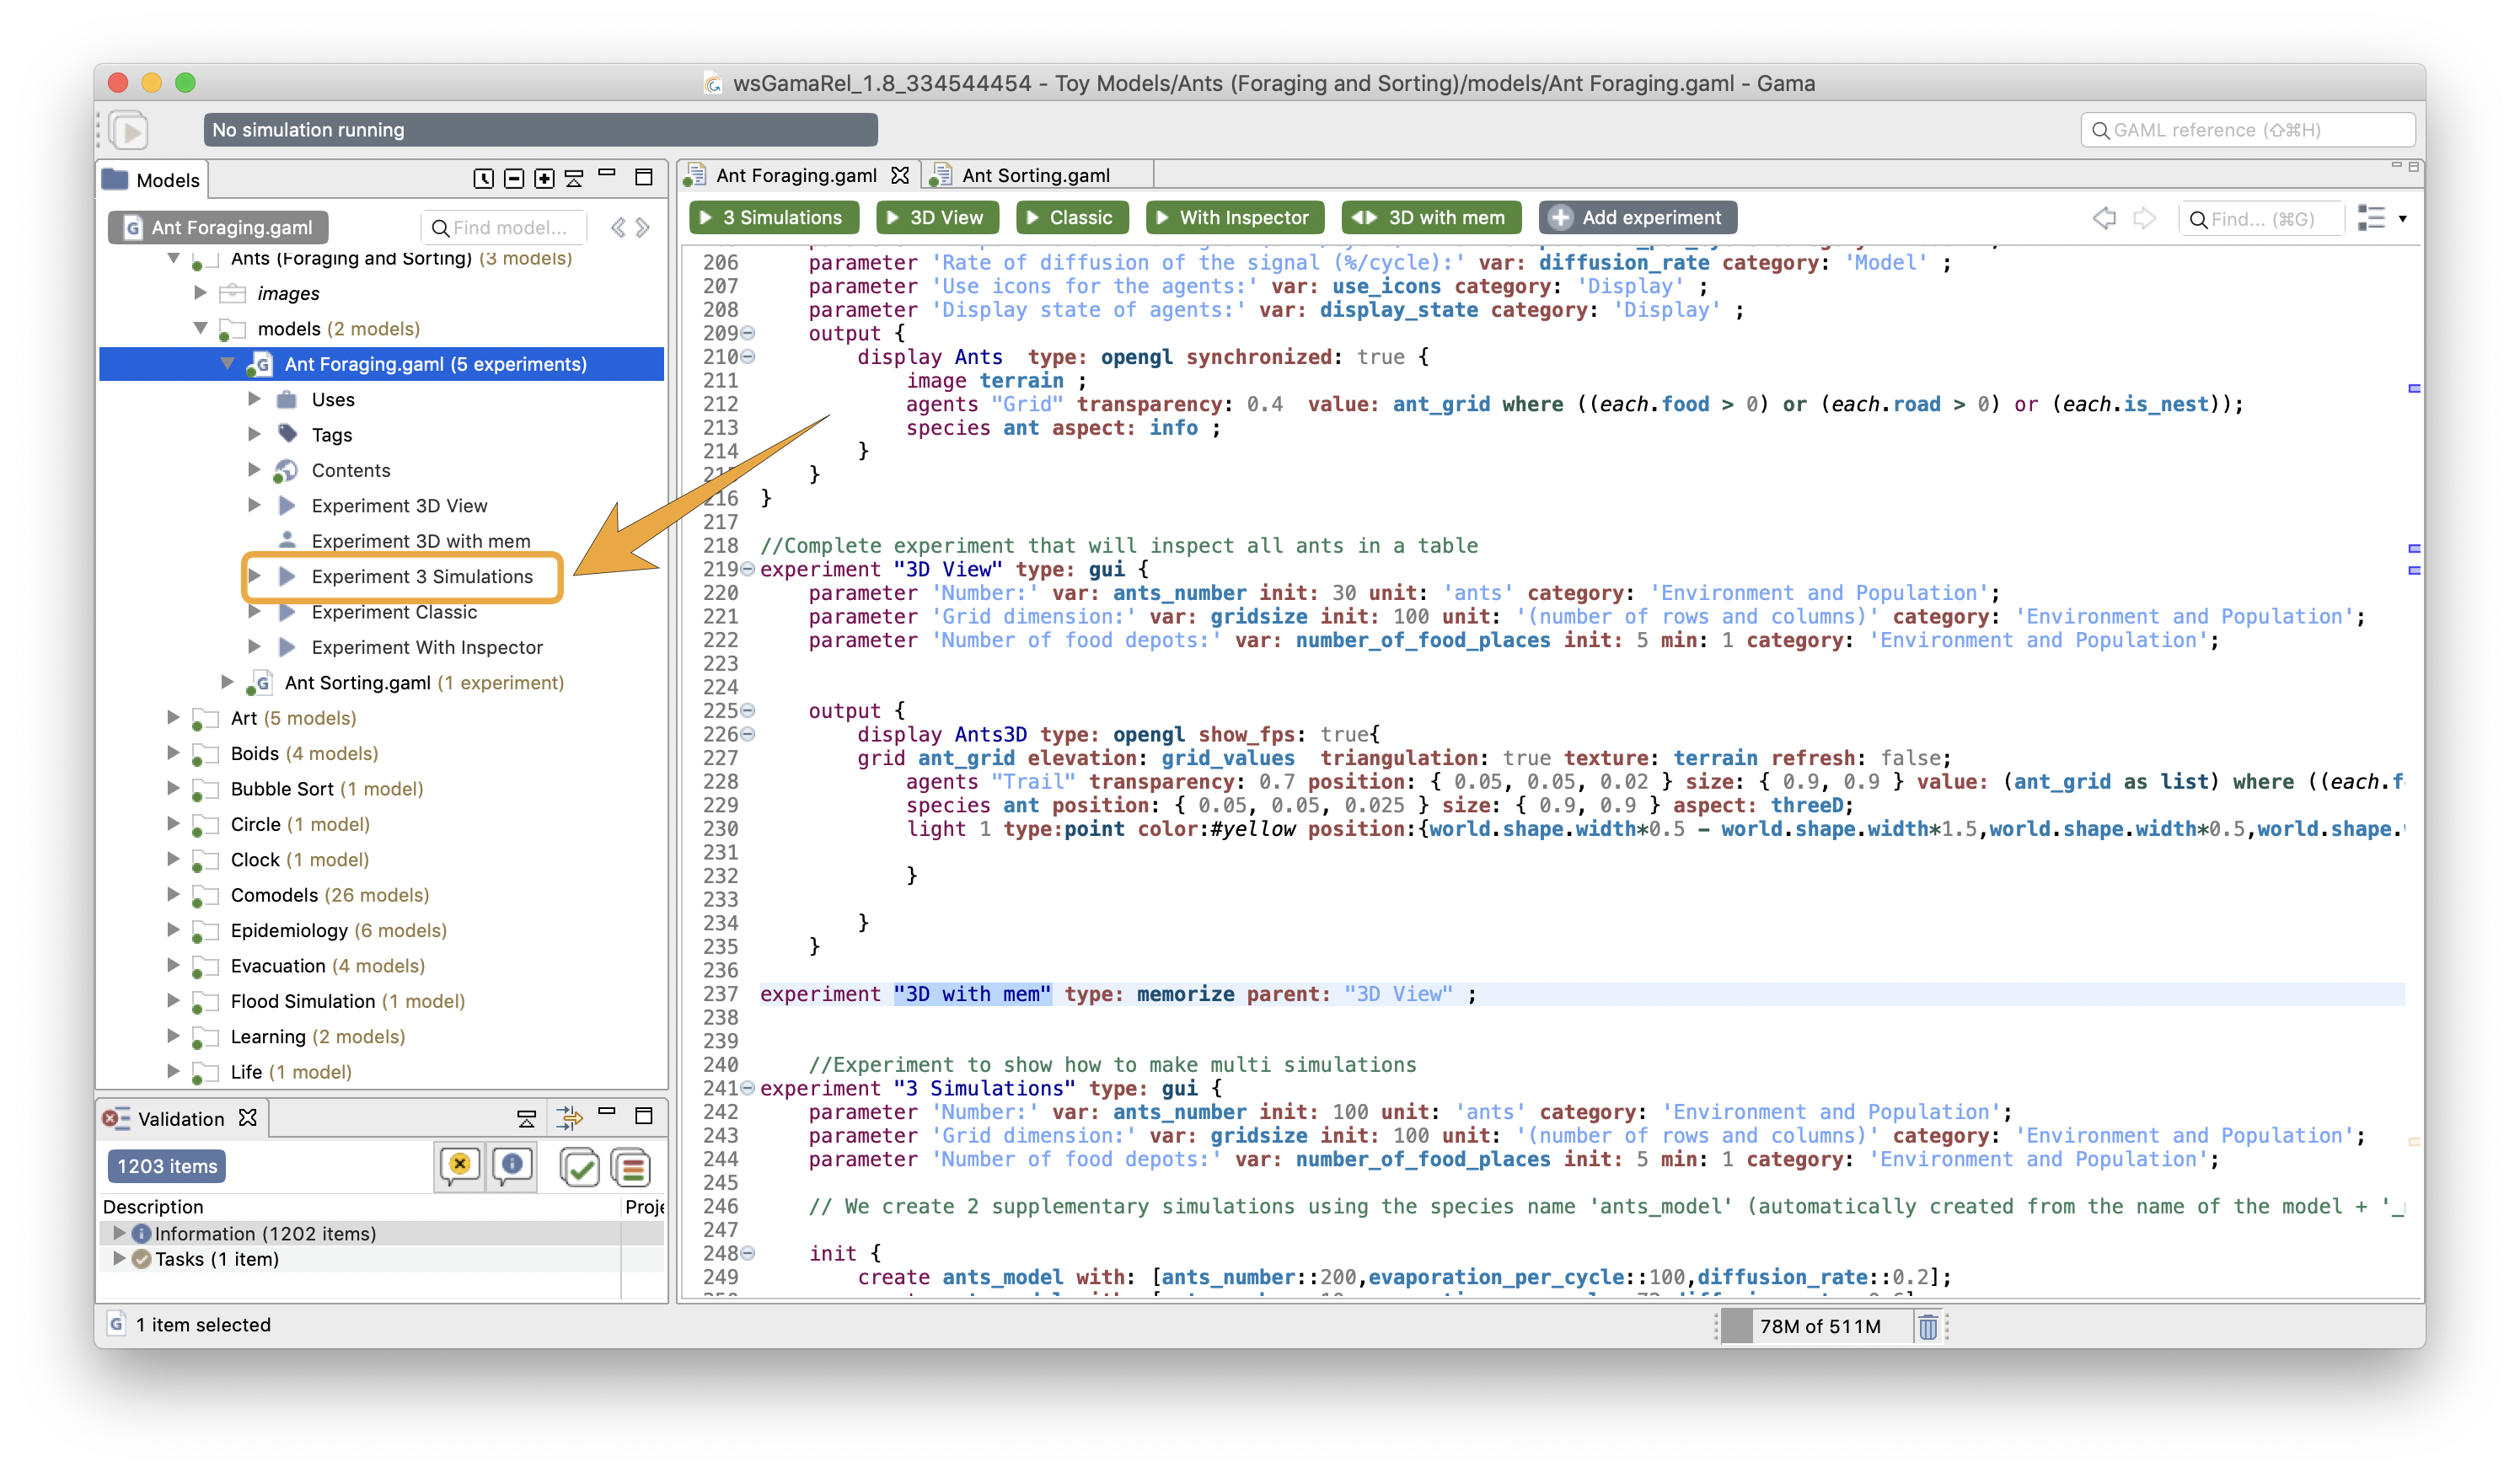 wsGamaRel_1.8_334544454 - Toy Models/Ants (Foraging and Sorting)/models/Ant Foraging.gaml - Gama
No simulation running
GAML reference (⇧⌘H)
Models
Ant Foraging.gaml
Find model...
Ants (Foraging and Sorting) (3 models)
images
models (2 models)
Ant Foraging.gaml (5 experiments)
Uses
Tags
Contents
Experiment 3D View
Experiment 3D with mem
Experiment 3 Simulations
Experiment Classic
Experiment With Inspector
Ant Sorting.gaml (1 experiment)
Art (5 models)
Boids (4 models)
Bubble Sort (1 model)
Circle (1 model)
Clock (1 model)
Comodels (26 models)
Epidemiology (6 models)
Evacuation (4 models)
Flood Simulation (1 model)
Learning (2 models)
Life (1 model)
Validation
1203 items
Description Proje
Information (1202 items)
Tasks (1 item)
1 item selected
Ant Foraging.gaml
Ant Sorting.gaml
3 Simulations
3D View
Classic
With Inspector
3D with mem
Add experiment
Find... (⌘G)
206 parameter 'Rate of diffusion of the signal (%/cycle):' var: diffusion_rate category: 'Model' ;
207 parameter 'Use icons for the agents:' var: use_icons category: 'Display' ;
208 parameter 'Display state of agents:' var: display_state category: 'Display' ;
209 output {
210 display Ants type: opengl synchronized: true {
211 image terrain ;
212 agents "Grid" transparency: 0.4 value: ant_grid where ((each.food > 0) or (each.road > 0) or (each.is_nest));
213 species ant aspect: info ;
214 }
215 }
216 }
217
218 //Complete experiment that will inspect all ants in a table
219 experiment "3D View" type: gui {
220 parameter 'Number:' var: ants_number init: 30 unit: 'ants' category: 'Environment and Population';
221 parameter 'Grid dimension:' var: gridsize init: 100 unit: '(number of rows and columns)' category: 'Environment and Population';
222 parameter 'Number of food depots:' var: number_of_food_places init: 5 min: 1 category: 'Environment and Population';
223
224
225 output {
226 display Ants3D type: opengl show_fps: true{
227 grid ant_grid elevation: grid_values triangulation: true texture: terrain refresh: false;
228 agents "Trail" transparency: 0.7 position: { 0.05, 0.05, 0.02 } size: { 0.9, 0.9 } value: (ant_grid as list) where ((each.f
229 species ant position: { 0.05, 0.05, 0.025 } size: { 0.9, 0.9 } aspect: threeD;
230 light 1 type:point color:#yellow position:{world.shape.width*0.5 - world.shape.width*1.5,world.shape.width*0.5,world.shape.
231
232 }
233
234 }
235 }
236
237 experiment "3D with mem" type: memorize parent: "3D View" ;
238
239
240 //Experiment to show how to make multi simulations
241 experiment "3 Simulations" type: gui {
242 parameter 'Number:' var: ants_number init: 100 unit: 'ants' category: 'Environment and Population';
243 parameter 'Grid dimension:' var: gridsize init: 100 unit: '(number of rows and columns)' category: 'Environment and Population';
244 parameter 'Number of food depots:' var: number_of_food_places init: 5 min: 1 category: 'Environment and Population';
245
246 // We create 2 supplementary simulations using the species name 'ants_model' (automatically created from the name of the model + '_
247
248 init {
249 create ants_model with: [ants_number::200,evaporation_per_cycle::100,diffusion_rate::0.2];
78M of 511M